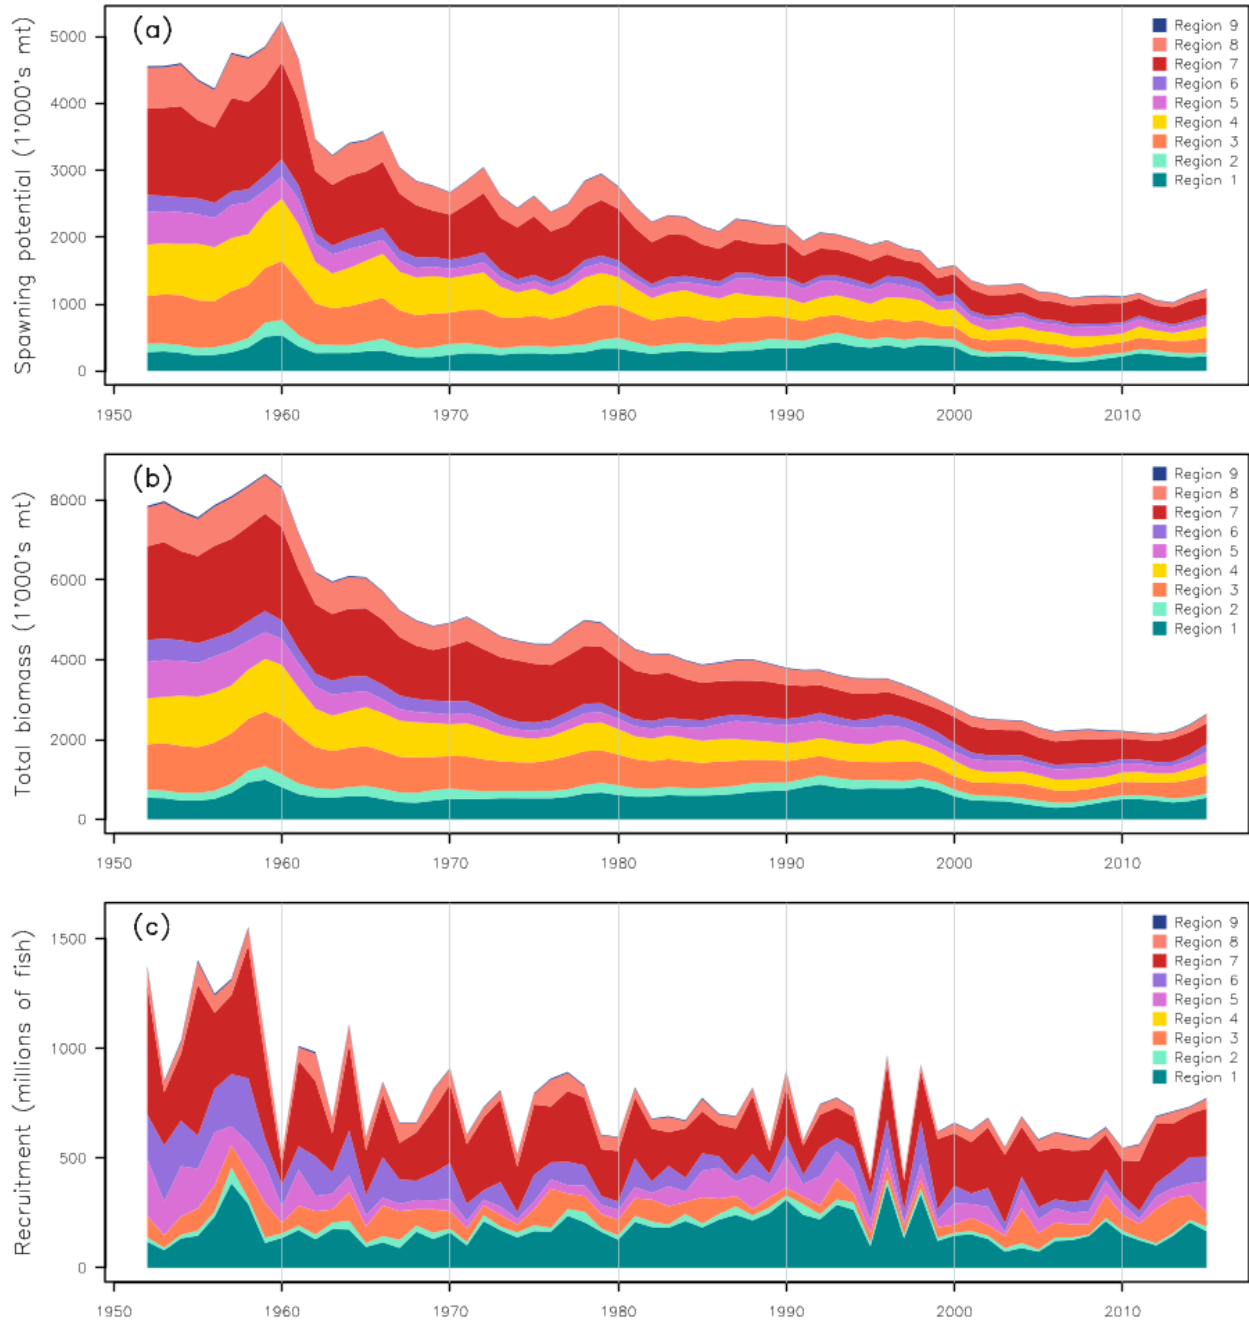 (a)
Spawning potential (1'000's mt)
5000
4000
3000
2000
1000
0
Region 9
Region 8
Region 7
Region 6
Region 5
Region 4
Region 3
Region 2
Region 1
1950 1960 1970 1980 1990 2000 2010
(b)
Total biomass (1'000's mt)
8000
6000
4000
2000
0
Region 9
Region 8
Region 7
Region 6
Region 5
Region 4
Region 3
Region 2
Region 1
1950 1960 1970 1980 1990 2000 2010
(c)
Recruitment (millions of fish)
1500
1000
500
0
Region 9
Region 8
Region 7
Region 6
Region 5
Region 4
Region 3
Region 2
Region 1
1950 1960 1970 1980 1990 2000 2010